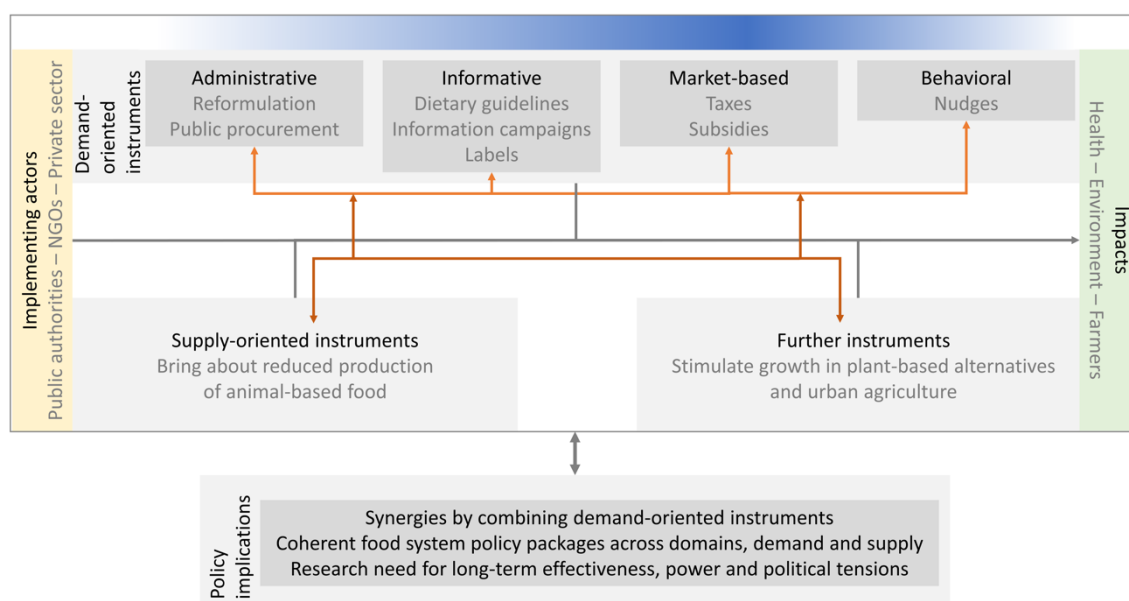 Implementing actors
Public authorities – NGOs – Private sector
Demand-
oriented
instruments
Administrative
Reformulation
Public procurement
Informative
Dietary guidelines
Information campaigns
Labels
Market-based
Taxes
Subsidies
Behavioral
Nudges
Supply-oriented instruments
Bring about reduced production
of animal-based food
Further instruments
Stimulate growth in plant-based alternatives
and urban agriculture
Impacts
Health – Environment – Farmers
Policy
implications
Synergies by combining demand-oriented instruments
Coherent food system policy packages across domains, demand and supply
Research need for long-term effectiveness, power and political tensions